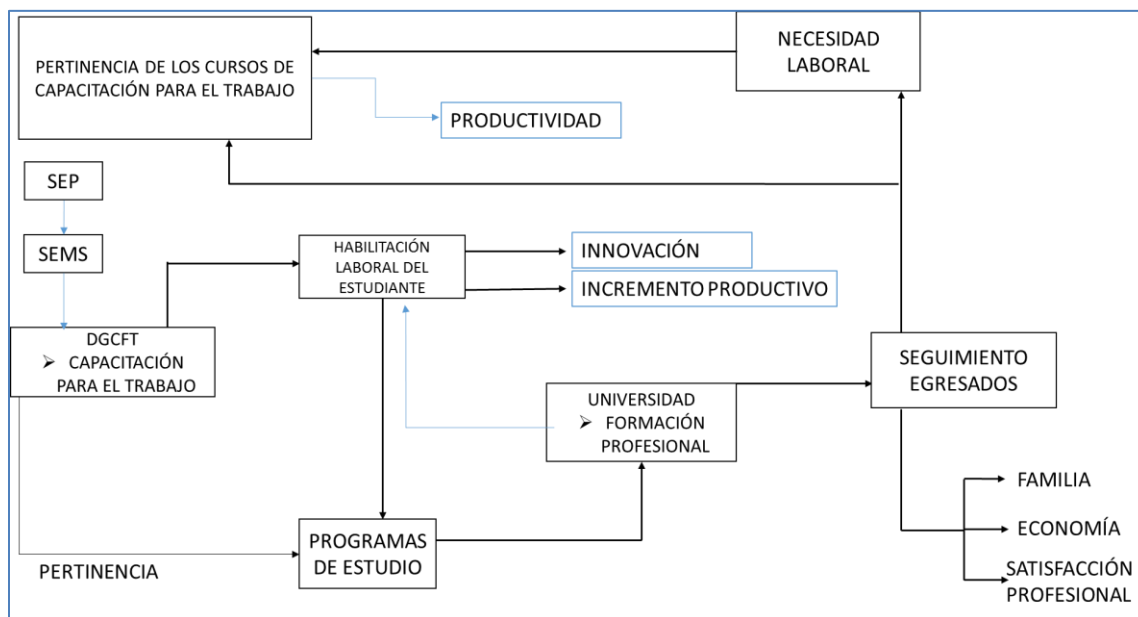 NECESIDAD
LABORAL
PERTINENCIA DE LOS CURSOS DE
CAPACITACIÓN PARA EL TRABAJO
PRODUCTIVIDAD
SEP
SEMS
HABILITACIÓN
LABORAL DEL
ESTUDIANTE
INNOVACIÓN
INCREMENTO PRODUCTIVO
DGCFT
➢ CAPACITACIÓN
PARA EL TRABAJO
SEGUIMIENTO
EGRESADOS
UNIVERSIDAD
➢ FORMACIÓN
PROFESIONAL
FAMILIA
PROGRAMAS
DE ESTUDIO
ECONOMÍA
PERTINENCIA
SATISFACCIÓN
PROFESIONAL